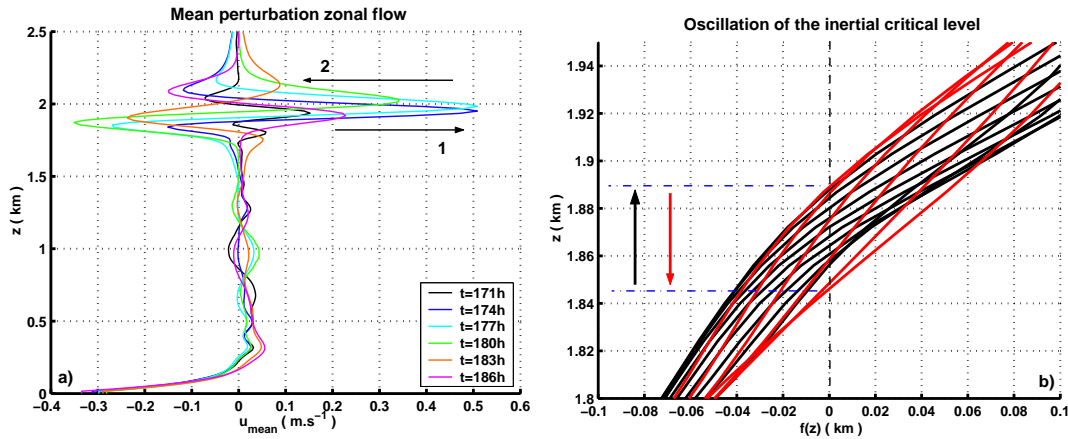 Mean perturbation zonal flow
2.5
2
1.5
1
0.5
0
z ( km )
2
1
t=171h
t=174h
t=177h
t=180h
t=183h
t=186h
a)
−0.4 −0.3 −0.2 −0.1 0 0.1 0.2 0.3 0.4 0.5 0.6
u_mean ( m.s⁻¹ )
Oscillation of the inertial critical level
1.94
1.92
1.9
1.88
1.86
1.84
1.82
1.8
z ( km )
b)
−0.1 −0.08 −0.06 −0.04 −0.02 0 0.02 0.04 0.06 0.08 0.1
f(z) ( km )